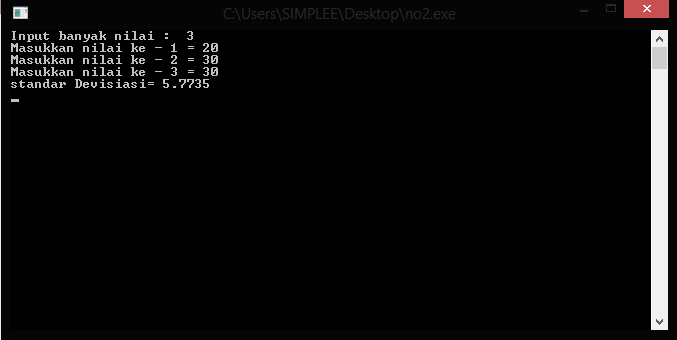 C:\Users\SIMPLEE\Desktop\no2.exe
Input banyak nilai :  3
Masukkan nilai ke - 1 = 20
Masukkan nilai ke - 2 = 30
Masukkan nilai ke - 3 = 30
standar Devisiasi= 5.7735